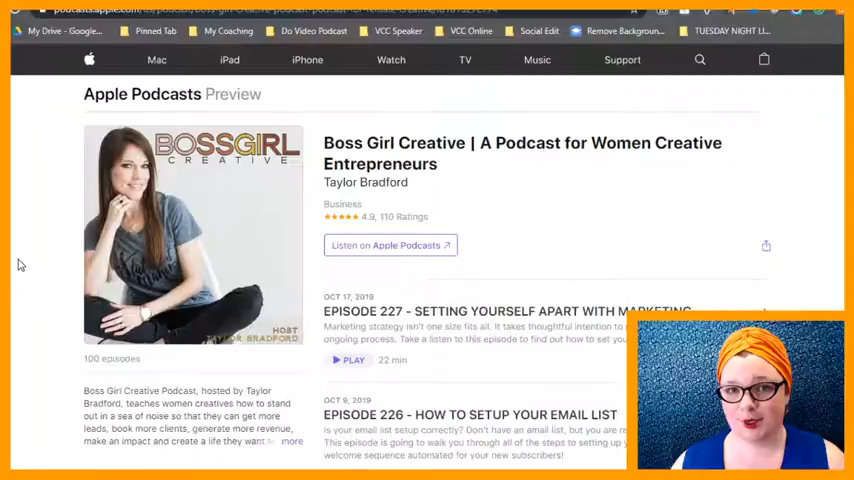 My Drive - Google...
Pinned Tab
My Coaching
Do Video Podcast
VCC Speaker
VCC Online
Social Edit
Remove Backgroun...
TUESDAY NIGHT LI...
Mac
iPad
iPhone
Watch
TV
Music
Support
Apple Podcasts Preview
BOSSGIRL
CREATIVE
HOST
TAYLOR BRADFORD
100 episodes
Boss Girl Creative Podcast, hosted by Taylor
Bradford, teaches women creatives how to stand
out in a sea of noise so that they can get more
leads, book more clients, generate more revenue,
make an impact and create a life they want more
Boss Girl Creative | A Podcast for Women Creative
Entrepreneurs
Taylor Bradford
Business
★★★★★ 4.9, 110 Ratings
Listen on Apple Podcasts ↗
OCT 17, 2019
EPISODE 227 - SETTING YOURSELF APART WITH MARKETING
Marketing strategy isn't one size fits all. It takes thoughtful intention to
ongoing process. Take a listen to this episode to find out how to set
▶ PLAY 22 min
OCT 9, 2019
EPISODE 226 - HOW TO SETUP YOUR EMAIL LIST
Is your email list setup correctly? Don't have an email list, but you are
This episode is going to walk you through all of the steps to setting up
welcome sequence automated for your new subscribers!